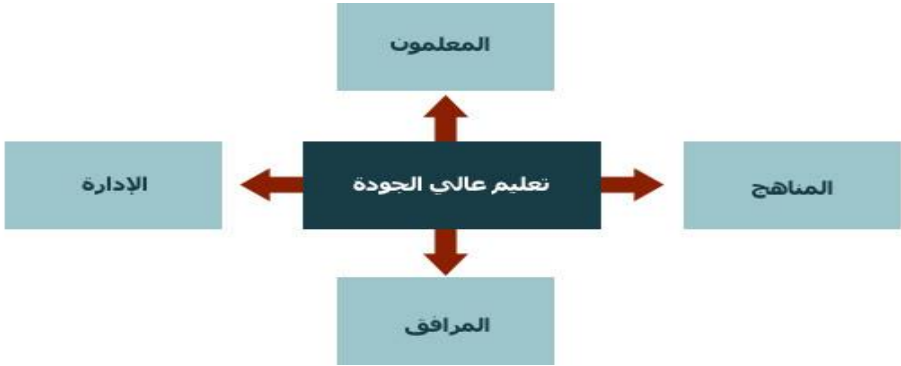 المعلمون
المناهج
تعليم عالي الجودة
الإدارة
المرافق